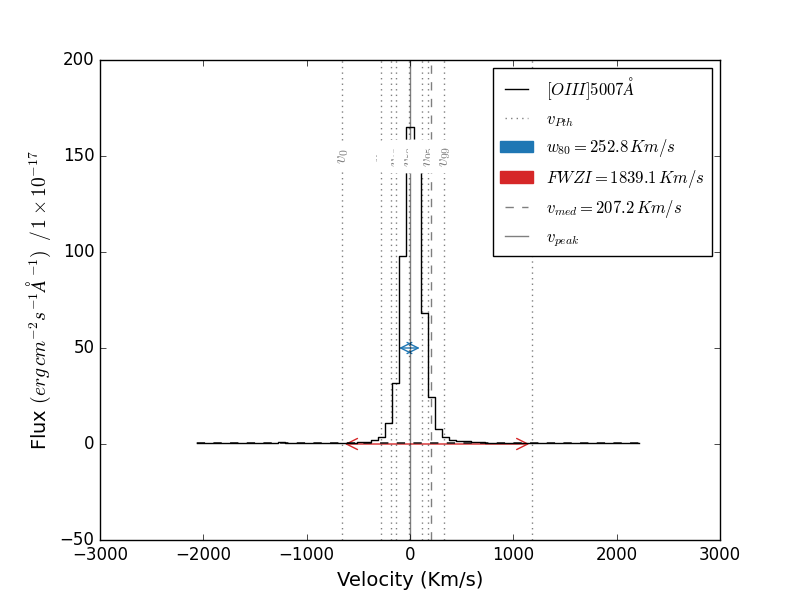 200
150
100
50
0
−50
−3000 −2000 −1000 0 1000 2000 3000
Velocity (Km/s)
Flux (erg cm⁻² s⁻¹ Å⁻¹) / 1 × 10⁻¹⁷
v₀
v₉₅
v₉₉
[OIII]5007Å
v_Pth
w₈₀ = 252.8 Km/s
FWZI = 1839.1 Km/s
v_med = 207.2 Km/s
v_peak